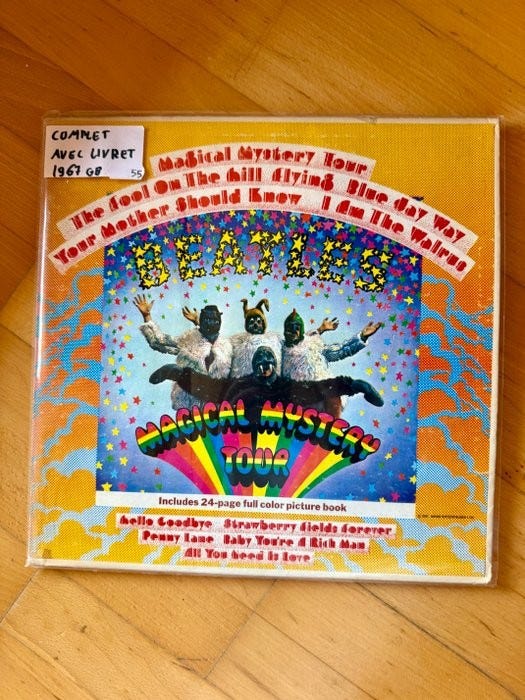 COMPLET
AVEC LIVRET
1967 GB 55
Magical Mystery Tour
The Fool On The Hill Flying Blue Jay Way
Your Mother Should Know I Am The Walrus
BEATLES
MAGICAL MYSTERY
TOUR
Includes 24-page full color picture book
Hello Goodbye Strawberry Fields Forever
Penny Lane Baby You're A Rich Man
All You Need Is Love